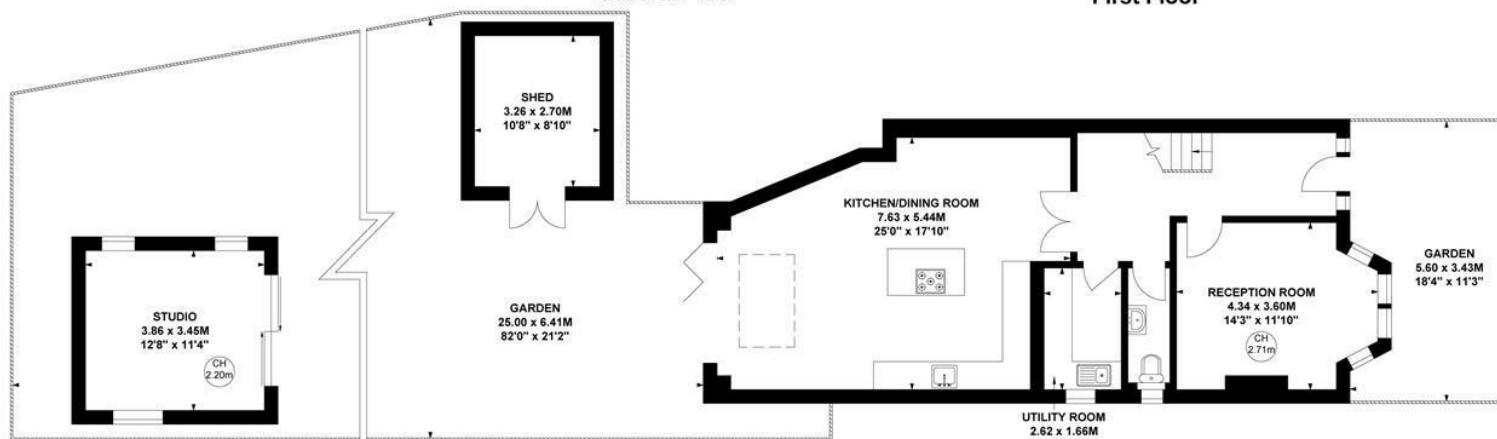 First Floor
SHED
3.26 x 2.70M
10'8" x 8'10"
KITCHEN/DINING ROOM
7.63 x 5.44M
25'0" x 17'10"
GARDEN
5.60 x 3.43M
18'4" x 11'3"
STUDIO
3.86 x 3.45M
12'8" x 11'4"
CH
2.20m
GARDEN
25.00 x 6.41M
82'0" x 21'2"
RECEPTION ROOM
4.34 x 3.60M
14'3" x 11'10"
CH
2.71m
UTILITY ROOM
2.62 x 1.66M